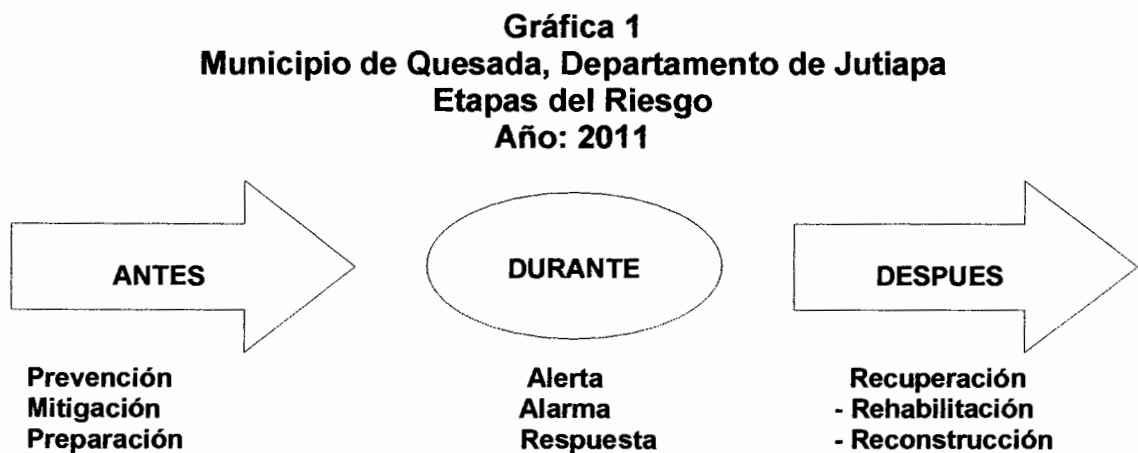 Gráfica 1
Municipio de Quesada, Departamento de Jutiapa
Etapas del Riesgo
Año: 2011
ANTES
DURANTE
DESPUES
Prevención
Mitigación
Preparación
Alerta
Alarma
Respuesta
Recuperación
- Rehabilitación
- Reconstrucción